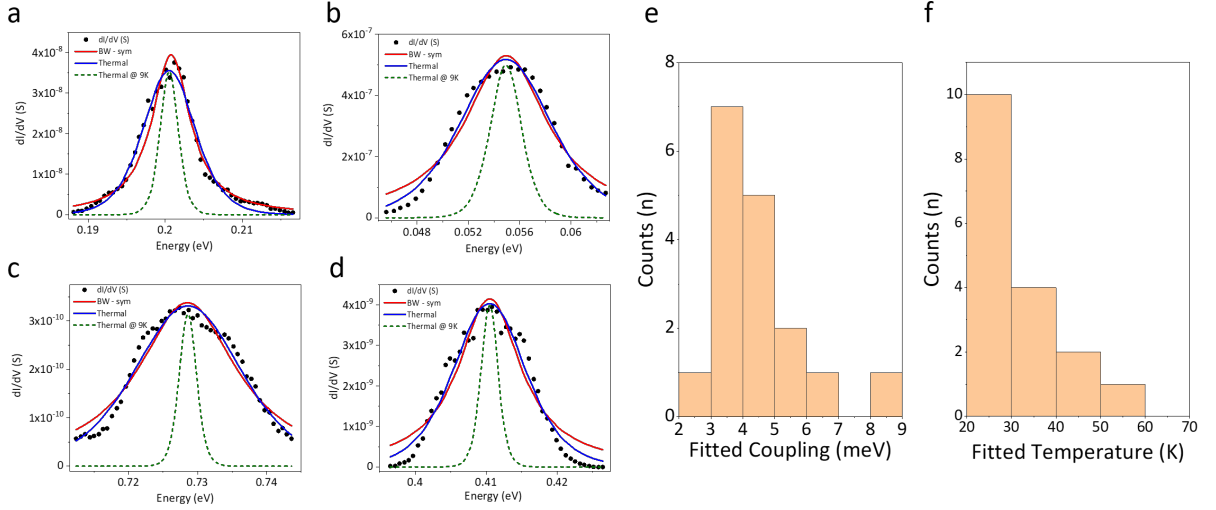 a
dI/dV (S)
BW - sym
Thermal
Thermal @ 9K
4x10-8
3x10-8
2x10-8
1x10-8
0
dI/dV (S)
0.19
0.2
0.21
Energy (eV)
b
dI/dV (S)
BW - sym
Thermal
Thermal @ 9K
6x10-7
5x10-7
3x10-7
2x10-7
0
dI/dV (S)
0.048
0.052
0.056
0.06
Energy (eV)
c
dI/dV (S)
BW - sym
Thermal
Thermal @ 9K
3x10-10
2x10-10
1x10-10
0
dI/dV (S)
0.72
0.73
0.74
Energy (eV)
d
dI/dV (S)
BW - sym
Thermal
Thermal @ 9K
4x10-9
3x10-9
2x10-9
9x10-10
0
dI/dV (S)
0.4
0.41
0.42
Energy (eV)
e
8
6
4
2
0
Counts (n)
2 3 4 5 6 7 8 9
Fitted Coupling (meV)
f
10
8
6
4
2
0
Counts (n)
20 30 40 50 60 70
Fitted Temperature (K)